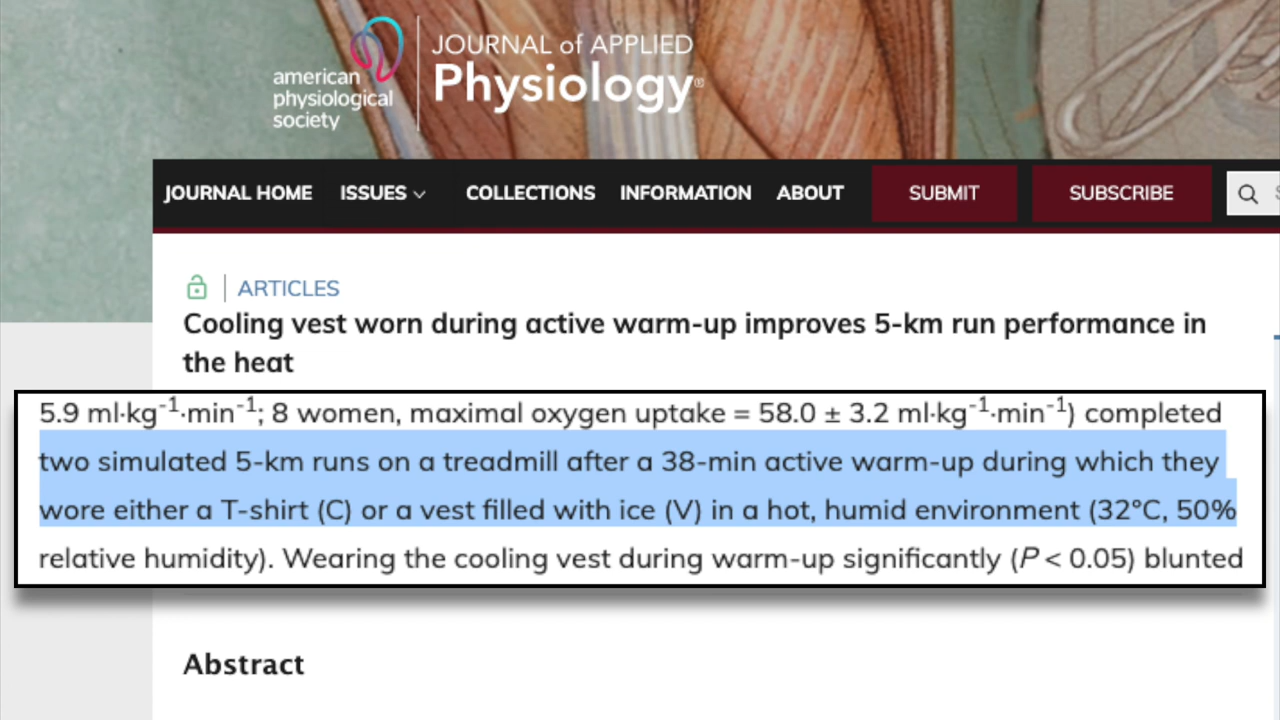 american
physiological
society
JOURNAL of APPLIED
Physiology®
JOURNAL HOME ISSUES COLLECTIONS INFORMATION ABOUT SUBMIT SUBSCRIBE
ARTICLES
Cooling vest worn during active warm-up improves 5-km run performance in
the heat
5.9 ml·kg⁻¹·min⁻¹; 8 women, maximal oxygen uptake = 58.0 ± 3.2 ml·kg⁻¹·min⁻¹) completed
two simulated 5-km runs on a treadmill after a 38-min active warm-up during which they
wore either a T-shirt (C) or a vest filled with ice (V) in a hot, humid environment (32°C, 50%
relative humidity). Wearing the cooling vest during warm-up significantly (P < 0.05) blunted
Abstract